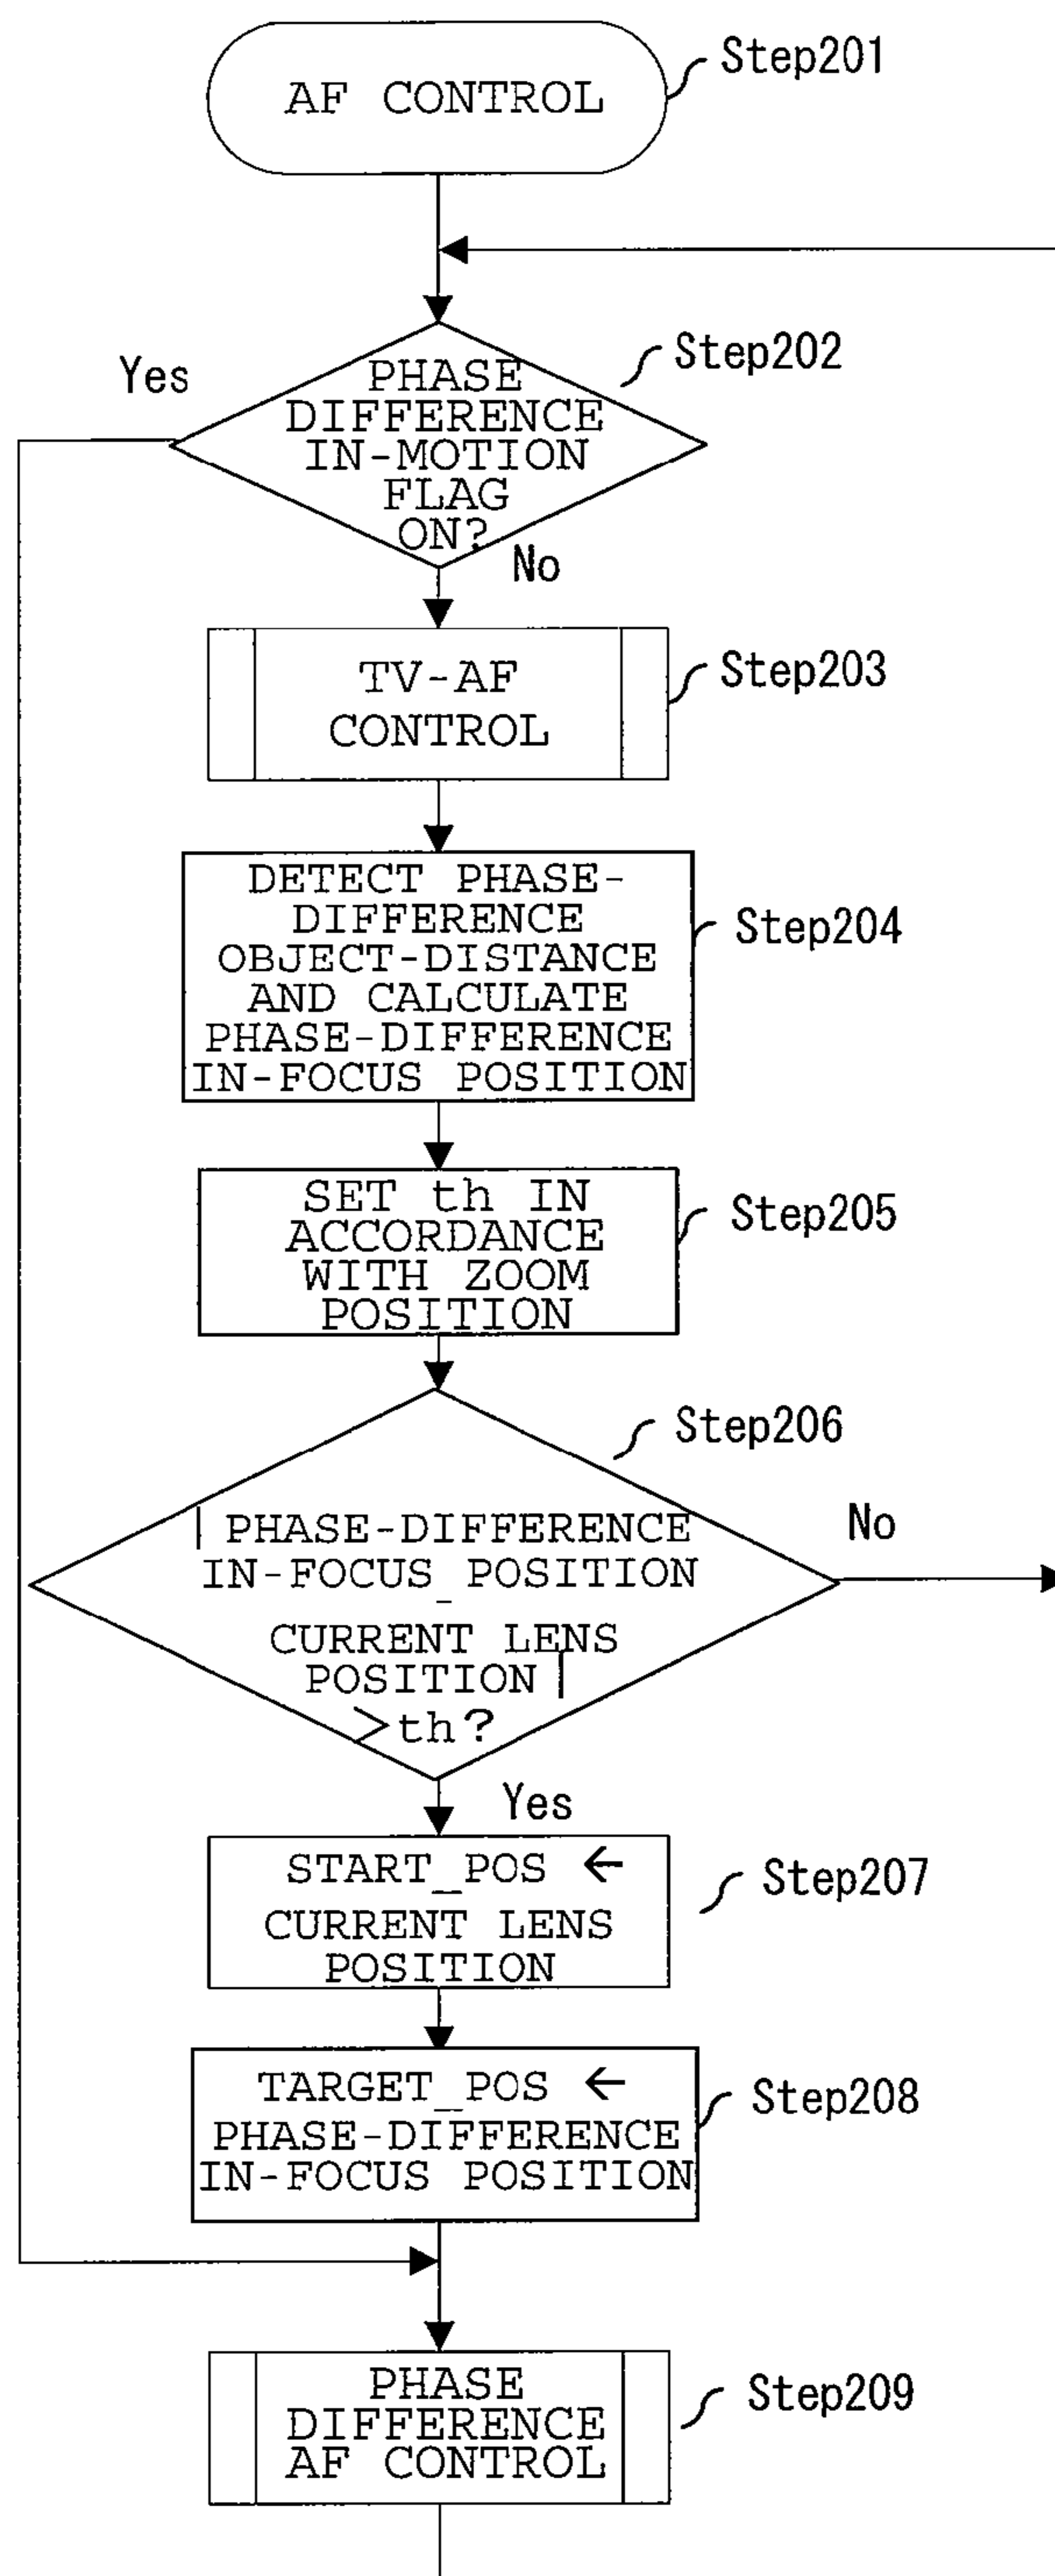 AF CONTROL
Step201
PHASE
DIFFERENCE
IN-MOTION
FLAG
ON?
Step202
Yes
No
TV-AF
CONTROL
Step203
DETECT PHASE-
DIFFERENCE
OBJECT-DISTANCE
AND CALCULATE
PHASE-DIFFERENCE
IN-FOCUS POSITION
Step204
SET th IN
ACCORDANCE
WITH ZOOM
POSITION
Step205
Step206
| PHASE-DIFFERENCE
IN-FOCUS POSITION
-
CURRENT LENS
POSITION |
>th?
No
Yes
START_POS ←
CURRENT LENS
POSITION
Step207
TARGET_POS ←
PHASE-DIFFERENCE
IN-FOCUS POSITION
Step208
PHASE
DIFFERENCE
AF CONTROL
Step209